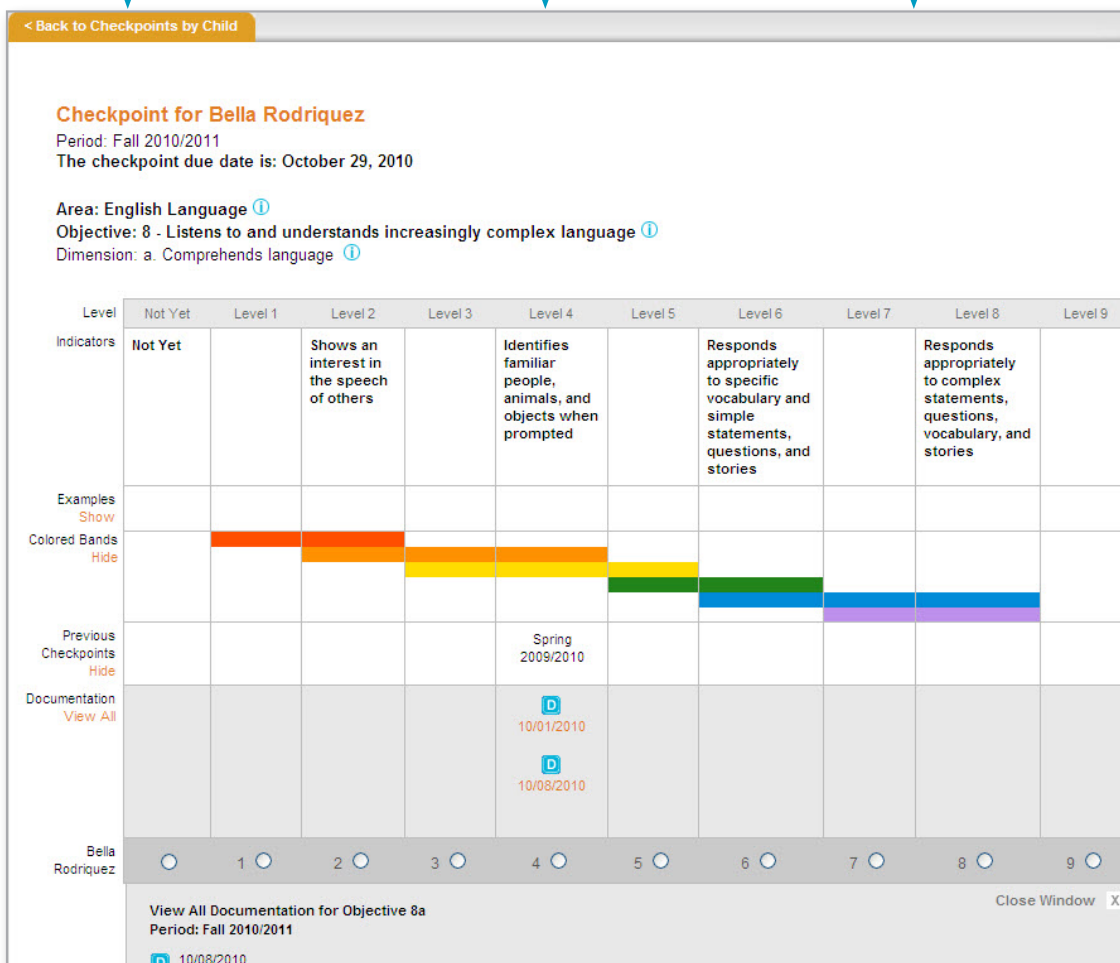 < Back to Checkpoints by Child
Checkpoint for Bella Rodriquez
Period: Fall 2010/2011
The checkpoint due date is: October 29, 2010
Area: English Language i
Objective: 8 - Listens to and understands increasingly complex language i
Dimension: a. Comprehends language i
Level Not Yet Level 1 Level 2 Level 3 Level 4 Level 5 Level 6 Level 7 Level 8 Level 9
Indicators
Not Yet
Shows an
interest in
the speech
of others
Identifies
familiar
people,
animals, and
objects when
prompted
Responds
appropriately
to specific
vocabulary and
simple
statements,
questions, and
stories
Responds
appropriately
to complex
statements,
questions,
vocabulary, and
stories
Examples
Show
Colored Bands
Hide
Previous
Checkpoints
Hide
Spring
2009/2010
Documentation
View All
D
10/01/2010
D
10/08/2010
Bella
Rodriquez
1 2 3 4 5 6 7 8 9
Close Window X
View All Documentation for Objective 8a
Period: Fall 2010/2011
D 10/08/2010